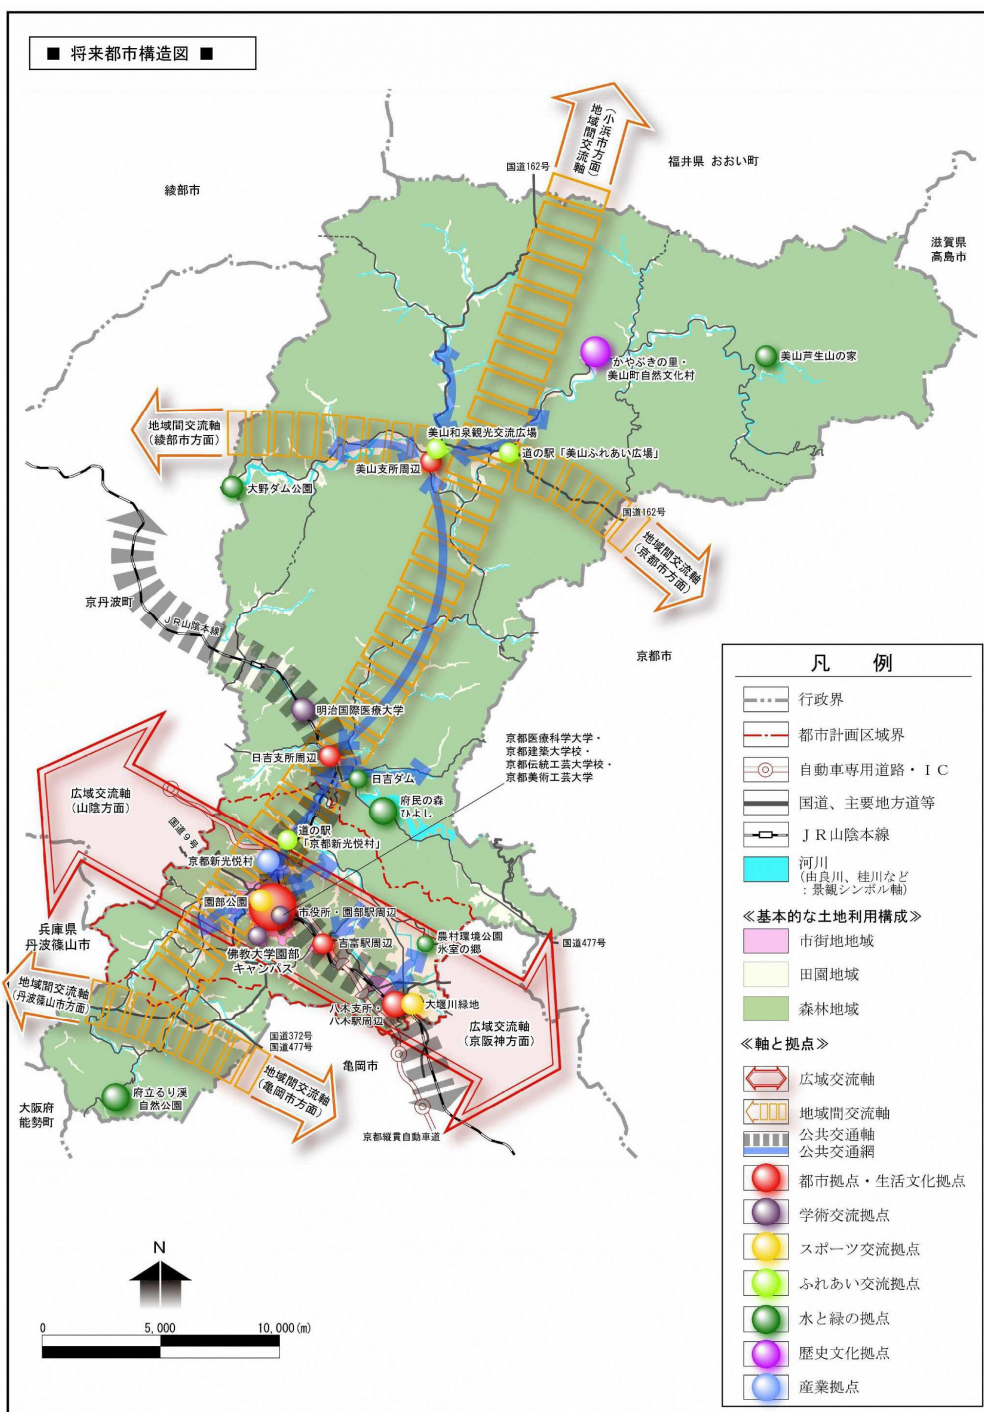 ■ 将来都市構造図 ■
地域間交流軸
(小浜市方面)
国道162号
福井県 おおい町
綾部市
滋賀県
高島市
かやぶきの里・
美山町自然文化村
美山芦生山の家
地域間交流軸
(綾部市方面)
美山和泉観光交流広場
道の駅「美山ふれあい広場」
美山支所周辺
大野ダム公園
国道162号
地域間交流軸
(京都市方面)
京丹波町
JR山陰本線
京都市
明治国際医療大学
日吉支所周辺
京都医療科学大学・
京都建築大学校・
京都伝統工芸大学校・
京都美術工芸大学
日吉ダム
府民の森
ひよし
広域交流軸
(山陰方面)
国道9号
道の駅
「京都新光悦村」
京都新光悦村
園部公園
市役所・園部駅周辺
兵庫県
丹波篠山市
佛教大学園部
キャンパス
吉富駅周辺
農村環境公園
氷室の郷
国道477号
地域間交流軸
(丹波篠山市方面)
八木支所・
八木駅周辺
大堰川緑地
広域交流軸
(京阪神方面)
国道372号
国道477号
亀岡市
地域間交流軸
(亀岡市方面)
府立るり渓
自然公園
大阪府
能勢町
京都縦貫自動車道
N
0 5,000 10,000(m)
凡 例
行政界
都市計画区域界
自動車専用道路・IC
国道、主要地方道等
JR山陰本線
河川
(由良川、桂川など
:景観シンボル軸)
≪基本的な土地利用構成≫
市街地地域
田園地域
森林地域
≪軸と拠点≫
広域交流軸
地域間交流軸
公共交通軸
公共交通網
都市拠点・生活文化拠点
学術交流拠点
スポーツ交流拠点
ふれあい交流拠点
水と緑の拠点
歴史文化拠点
産業拠点